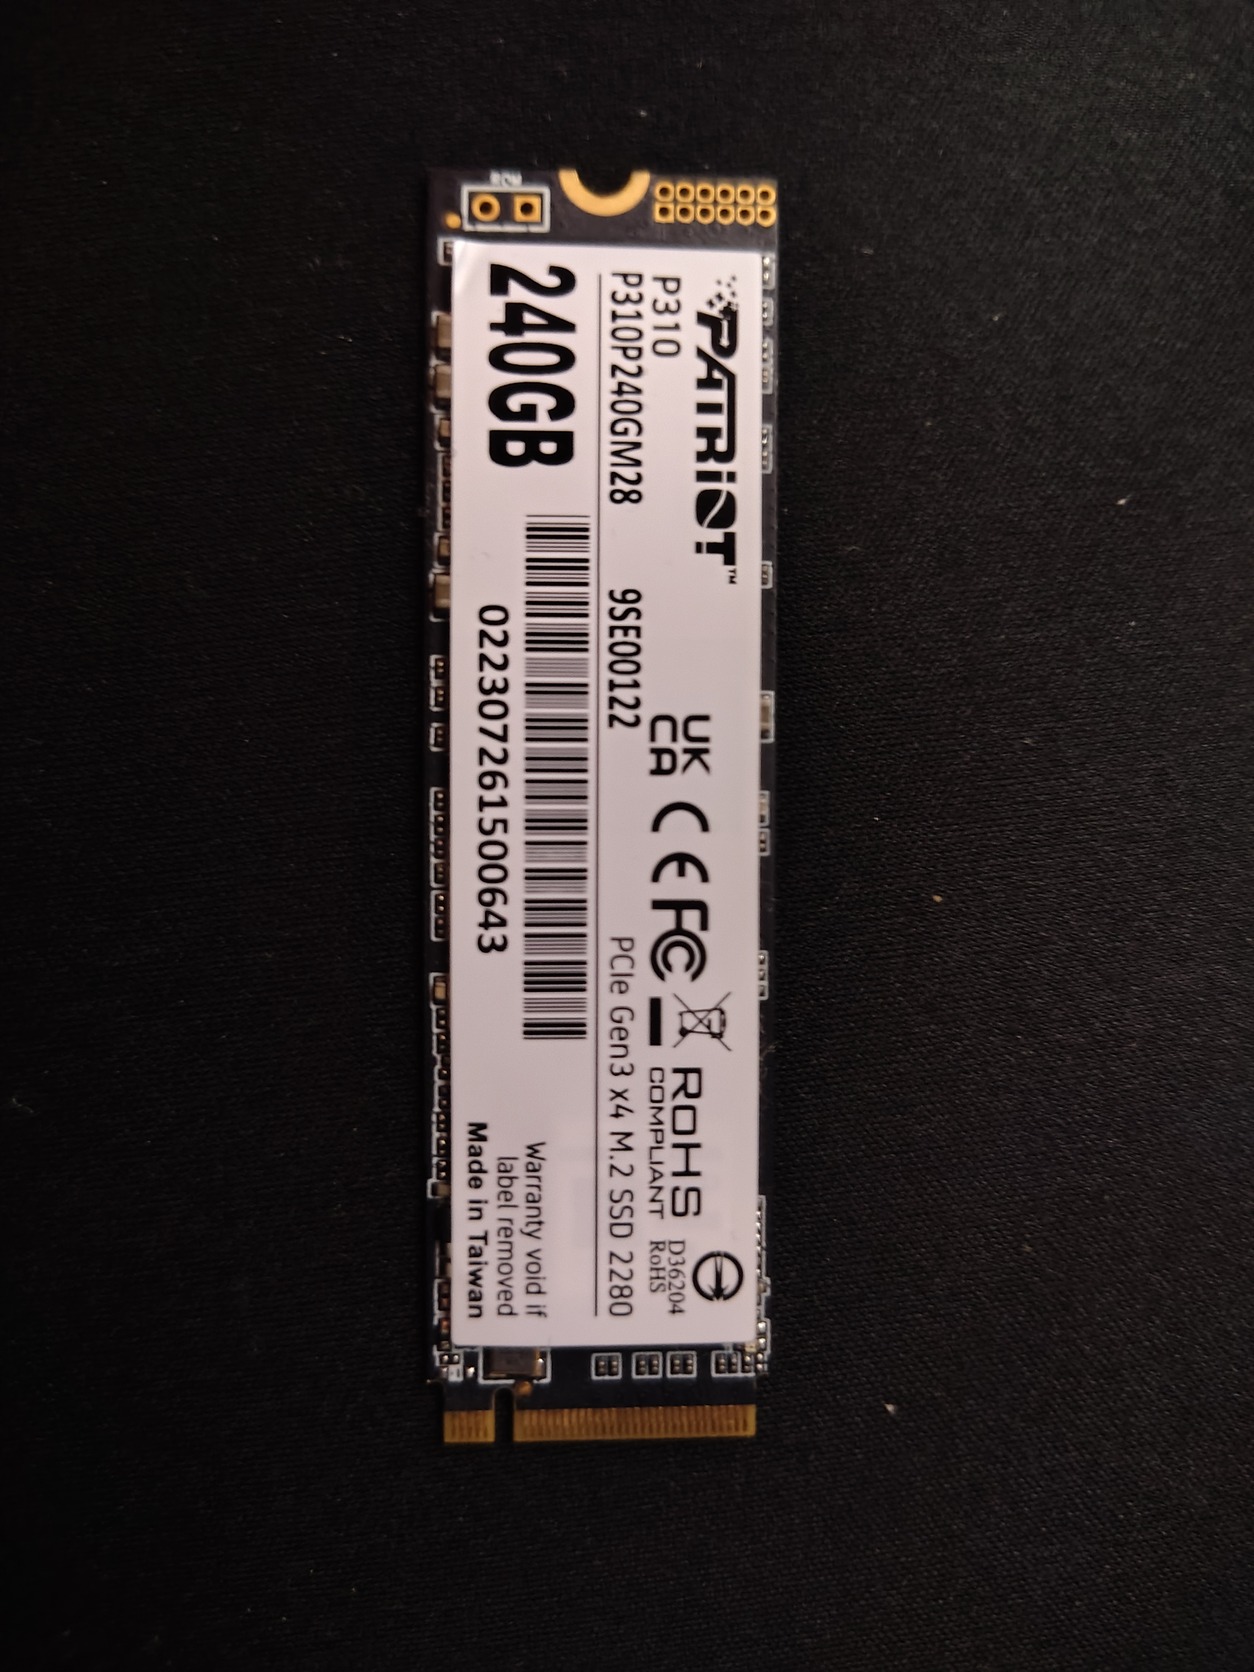 PATRiOT™
P310
P310P240GM28
9SE00122
240GB
022307261500643
UK
CA
CE
FC
RoHS
COMPLIANT
D36204
RoHS
PCIe Gen3 x4 M.2 SSD 2280
Warranty void if
label removed
Made in Taiwan